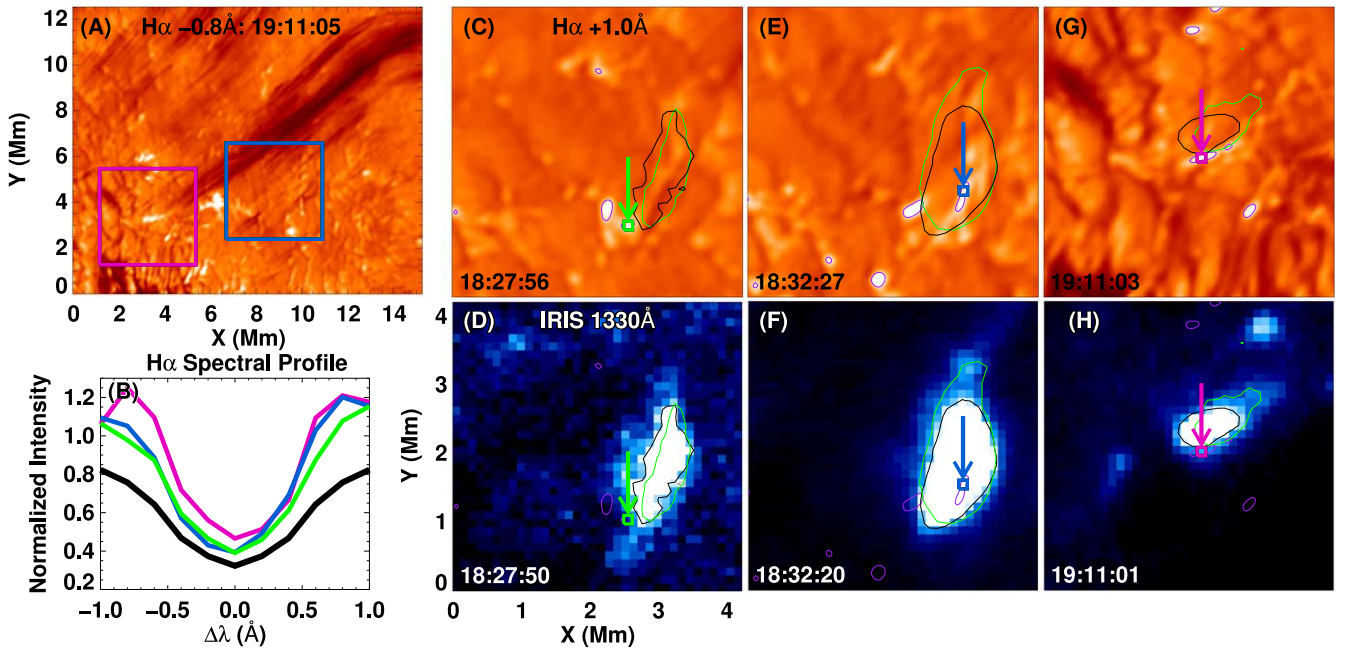 (A) Hα −0.8Å: 19:11:05
12
10
8
6
4
2
0
Y (Mm)
0 2 4 6 8 10 12 14
X (Mm)
Hα Spectral Profile
(B)
1.2
1.0
0.8
0.6
0.4
0.2
Normalized Intensity
−1.0 −0.5 0.0 0.5 1.0
Δλ (Å)
(C) Hα +1.0Å
18:27:56
(E)
18:32:27
(G)
19:11:03
(D) IRIS 1330Å
18:27:50
4
3
2
1
0
Y (Mm)
0 1 2 3 4
X (Mm)
(F)
18:32:20
(H)
19:11:01